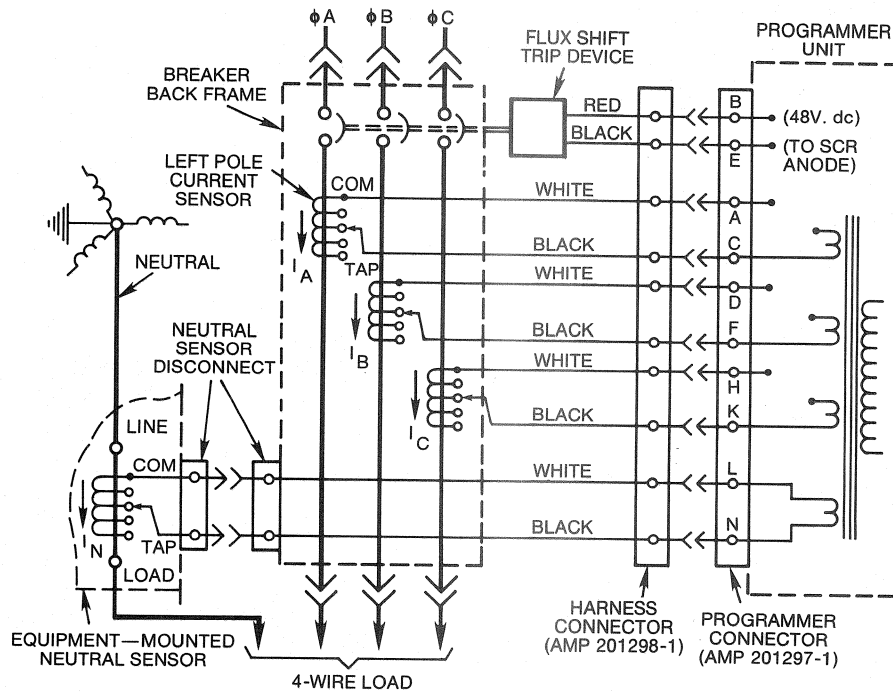 ϕA
ϕB
ϕC
FLUX SHIFT
TRIP DEVICE
PROGRAMMER
UNIT
BREAKER
BACK FRAME
RED
B
(48V. dc)
BLACK
E
(TO SCR
ANODE)
LEFT POLE
CURRENT
SENSOR
COM
WHITE
A
I A
TAP
BLACK
C
WHITE
D
NEUTRAL
NEUTRAL
SENSOR
DISCONNECT
I B
BLACK
F
WHITE
H
I C
BLACK
K
LINE
COM
WHITE
L
I N
TAP
BLACK
N
LOAD
EQUIPMENT—MOUNTED
NEUTRAL SENSOR
4-WIRE LOAD
HARNESS
CONNECTOR
(AMP 201298-1)
PROGRAMMER
CONNECTOR
(AMP 201297-1)